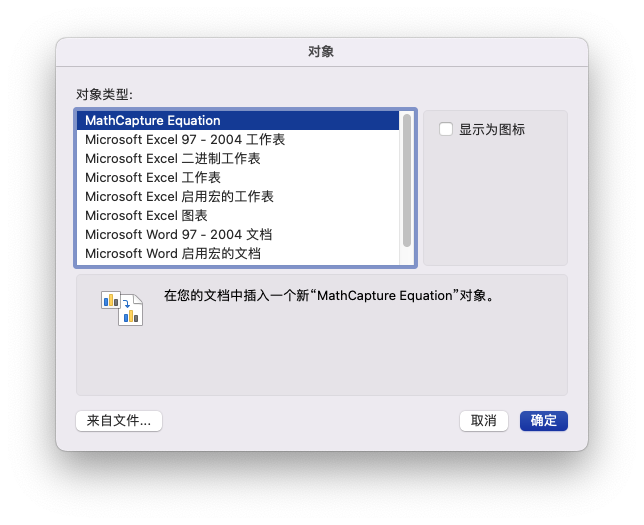 对象
对象类型:
MathCapture Equation
Microsoft Excel 97 - 2004 工作表
Microsoft Excel 二进制工作表
Microsoft Excel 工作表
Microsoft Excel 启用宏的工作表
Microsoft Excel 图表
Microsoft Word 97 - 2004 文档
Microsoft Word 启用宏的文档
显示为图标
在您的文档中插入一个新“MathCapture Equation”对象。
来自文件...
取消
确定